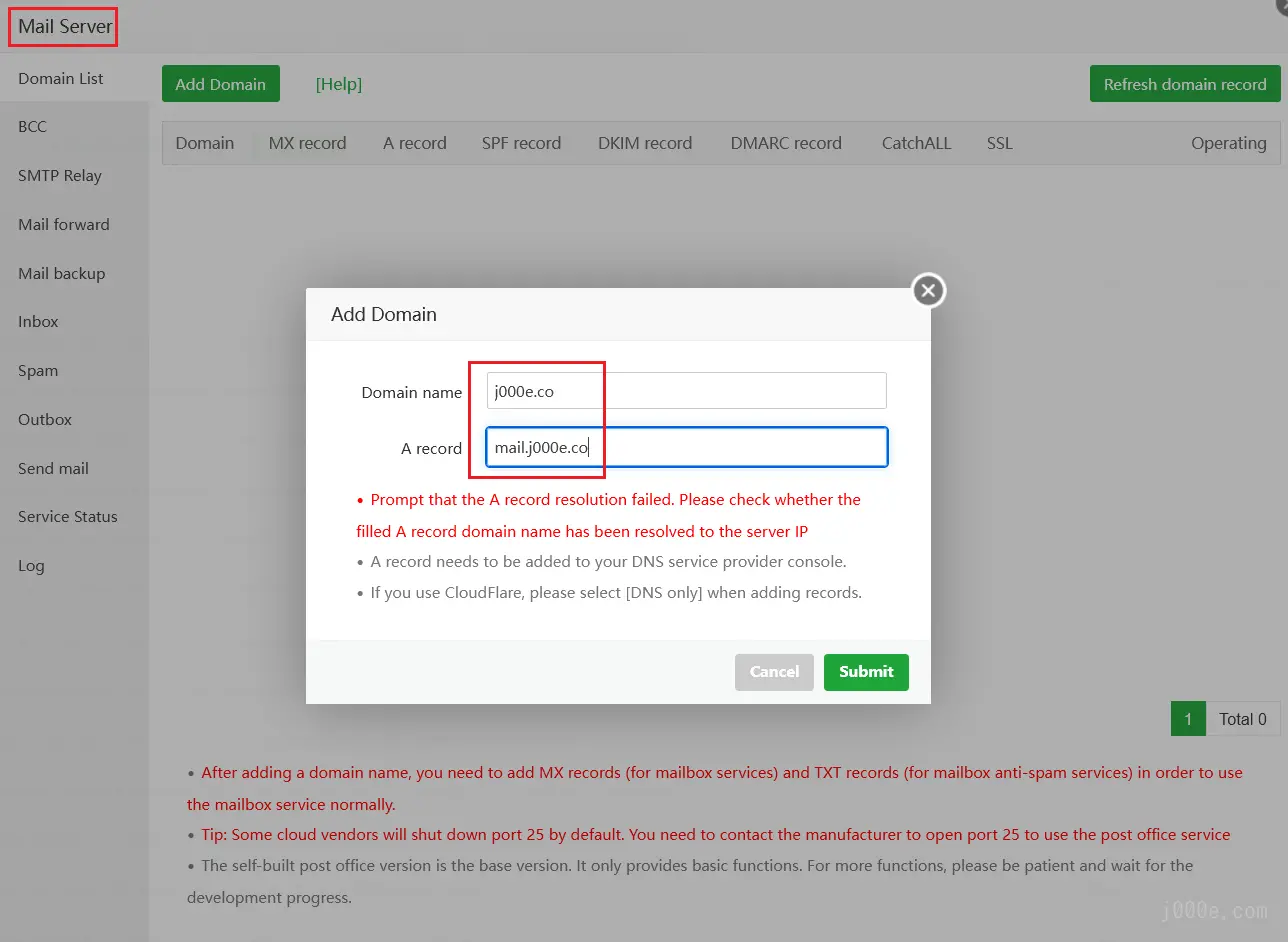 Mail Server
Domain List
BCC
SMTP Relay
Mail forward
Mail backup
Inbox
Spam
Outbox
Send mail
Service Status
Log
Add Domain
[Help]
Refresh domain record
Domain MX record A record SPF record DKIM record DMARC record CatchALL SSL Operating
Add Domain
Domain name j000e.co
A record mail.j000e.co
• Prompt that the A record resolution failed. Please check whether the
filled A record domain name has been resolved to the server IP
• A record needs to be added to your DNS service provider console.
• If you use CloudFlare, please select [DNS only] when adding records.
Cancel Submit
1 Total 0
• After adding a domain name, you need to add MX records (for mailbox services) and TXT records (for mailbox anti-spam services) in order to use
the mailbox service normally.
• Tip: Some cloud vendors will shut down port 25 by default. You need to contact the manufacturer to open port 25 to use the post office service
• The self-built post office version is the base version. It only provides basic functions. For more functions, please be patient and wait for the
development progress.
j000e.com